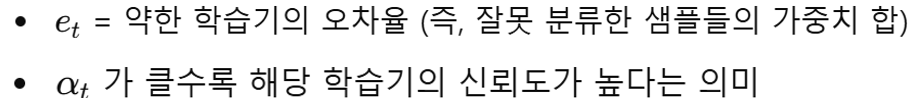 • e_t = 약한 학습기의 오차율 (즉, 잘못 분류한 샘플들의 가중치 합)
• α_t 가 클수록 해당 학습기의 신뢰도가 높다는 의미